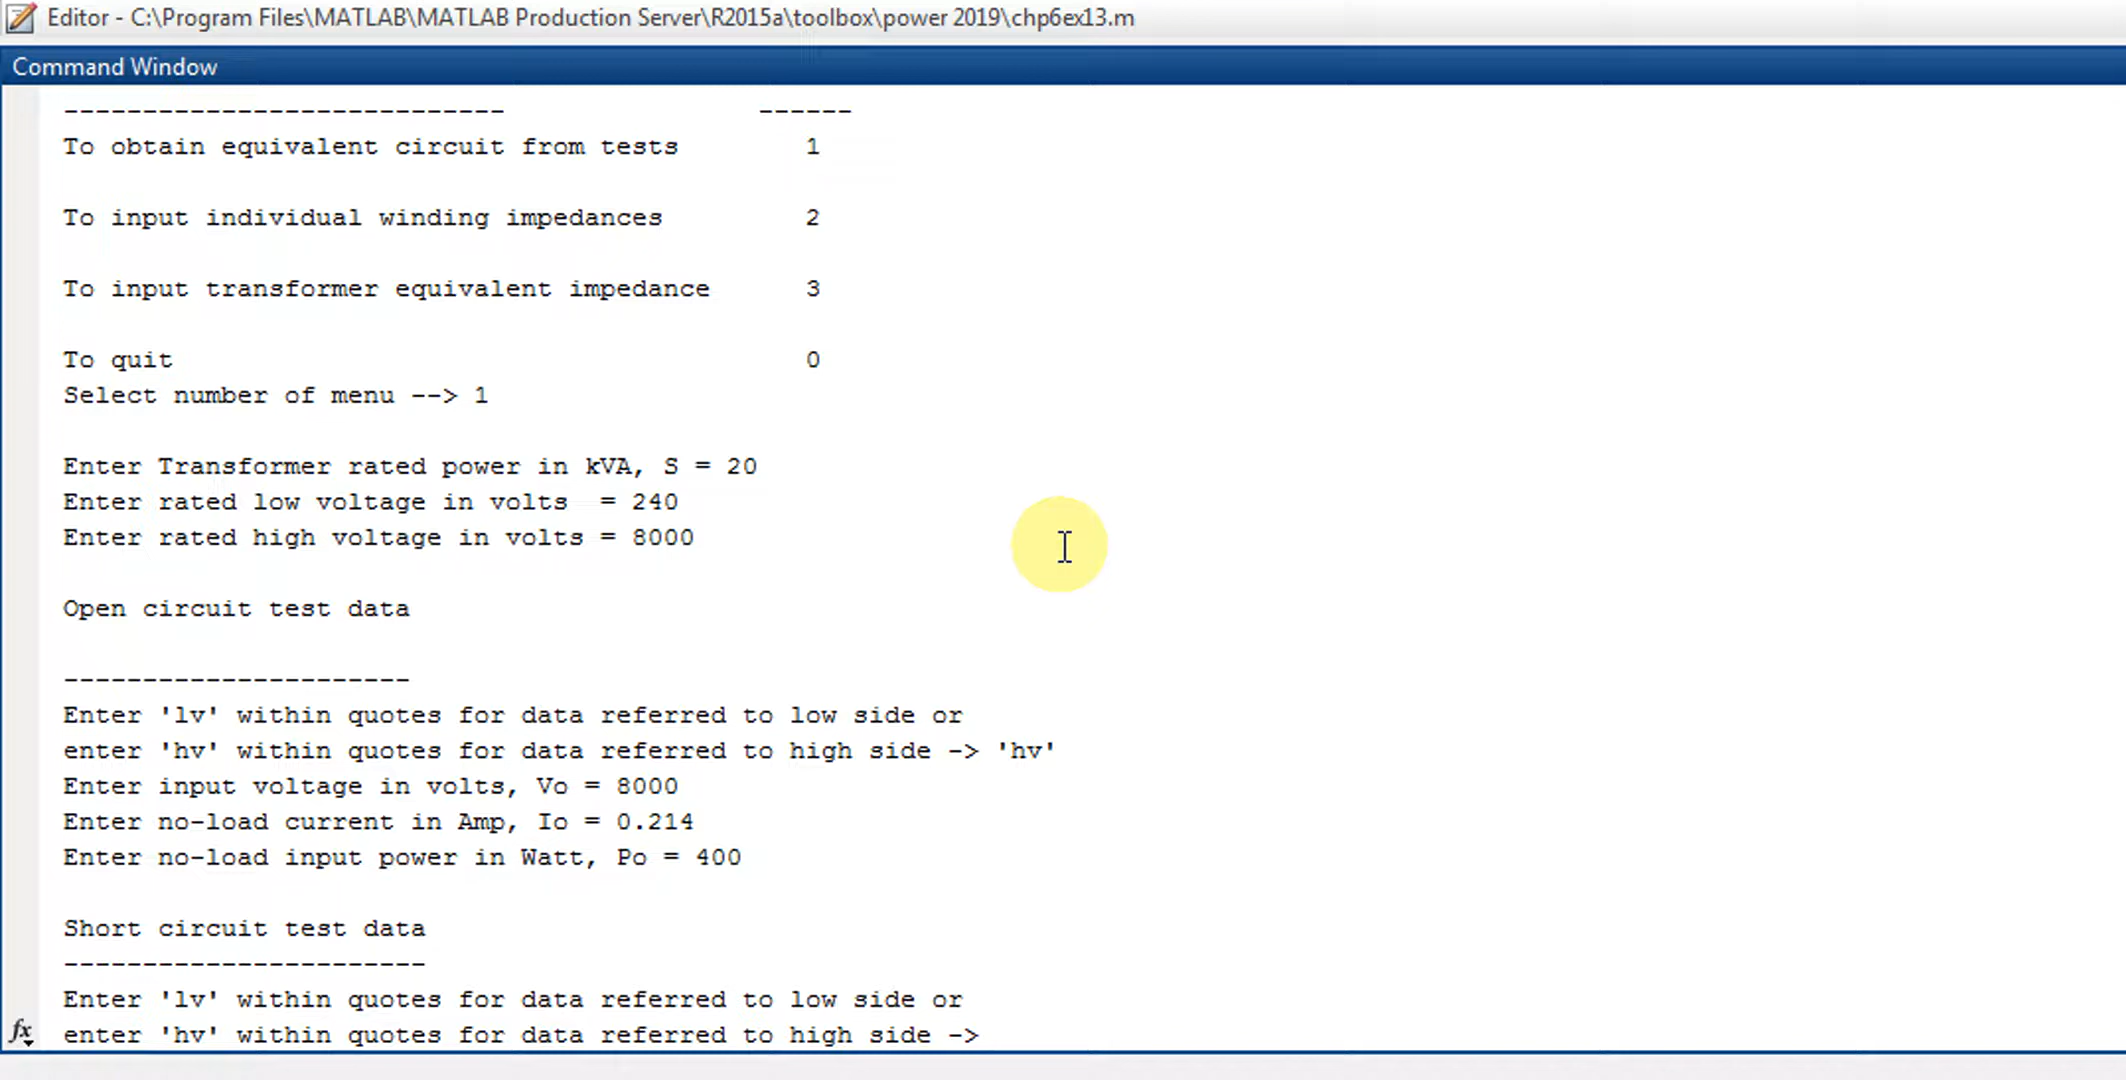 Editor - C:\Program Files\MATLAB\MATLAB Production Server\R2015a\toolbox\power 2019\chp6ex13.m
Command Window
---------------------------- ------
To obtain equivalent circuit from tests 1
To input individual winding impedances 2
To input transformer equivalent impedance 3
To quit 0
Select number of menu --> 1
Enter Transformer rated power in kVA, S = 20
Enter rated low voltage in volts = 240
Enter rated high voltage in volts = 8000
Open circuit test data
----------------------
Enter 'lv' within quotes for data referred to low side or
enter 'hv' within quotes for data referred to high side -> 'hv'
Enter input voltage in volts, Vo = 8000
Enter no-load current in Amp, Io = 0.214
Enter no-load input power in Watt, Po = 400
Short circuit test data
-----------------------
Enter 'lv' within quotes for data referred to low side or
fx enter 'hv' within quotes for data referred to high side ->